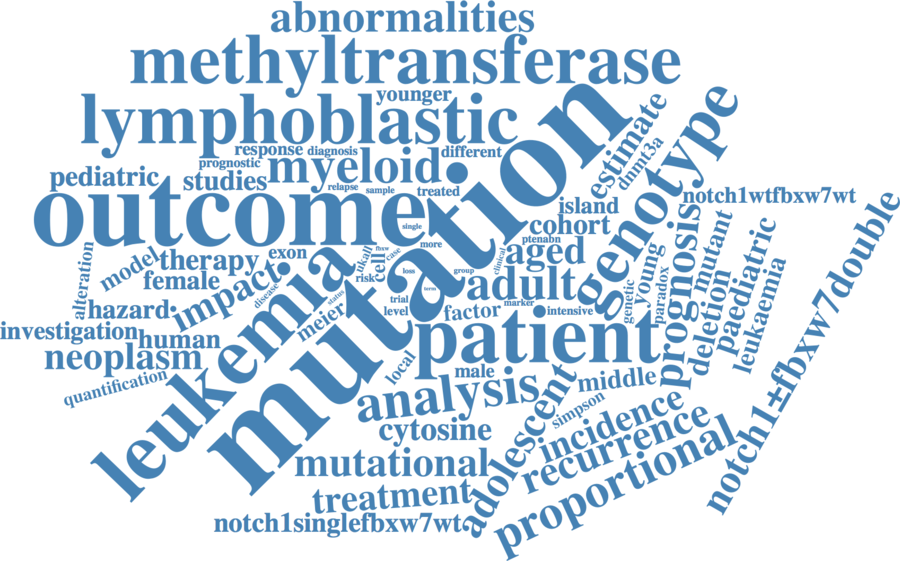 abnormalities
methyltransferase
younger
lymphoblastic
response
diagnosis
different
prognostic
myeloid
pediatric
studies
relapse
sample
treated
outcome
mutation
estimate
dnmt3a
genotype
notch1wtfbxw7wt
island
cohort
single
more
ptenabn
aged
adult
clinical
group
loss
term
trial
level
marker
factor
intensive
alteration
model
therapy
exon
female
impact
disease
status
ukall
fbxw
case
cell
risk
hazard
meier
investigation
human
neoplasm
quantification
leukemia
patient
local
male
middle
analysis
simpson
cytosine
young
genetic
paradox
prognosis
mutant
deletion
paediatric
leukaemia
notch1±fbxw7double
adolescent
incidence
recurrence
proportional
mutational
treatment
notch1singlefbxw7wt